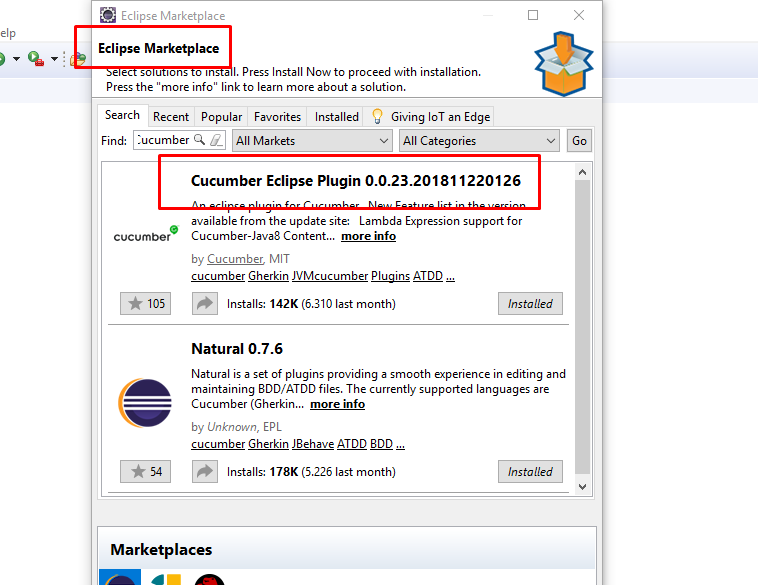 Eclipse Marketplace
elp
Eclipse Marketplace
Select solutions to install. Press Install Now to proceed with installation.
Press the "more info" link to learn more about a solution.
Search Recent Popular Favorites Installed Giving IoT an Edge
Find: cucumber All Markets All Categories Go
Cucumber Eclipse Plugin 0.0.23.201811220126
An eclipse plugin for Cucumber. New Feature list in the version
available from the update site: Lambda Expression support for
Cucumber-Java8 Content... more info
cucumber
by Cucumber, MIT
cucumber Gherkin JVMcucumber Plugins ATDD ...
105 Installs: 142K (6.310 last month) Installed
Natural 0.7.6
Natural is a set of plugins providing a smooth experience in editing and
maintaining BDD/ATDD files. The currently supported languages are
Cucumber (Gherkin... more info
by Unknown, EPL
cucumber Gherkin JBehave ATDD BDD ...
54 Installs: 178K (5.226 last month) Installed
Marketplaces